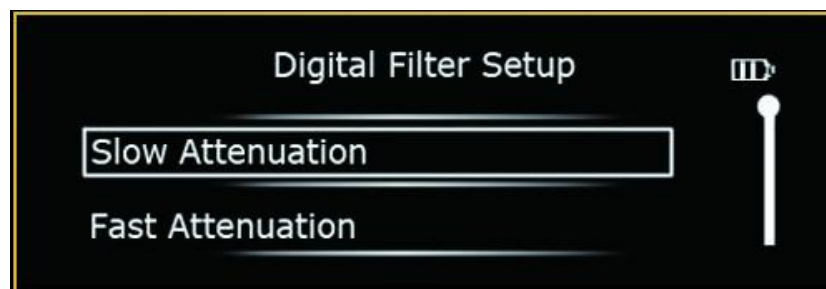 Digital Filter Setup
Slow Attenuation
Fast Attenuation